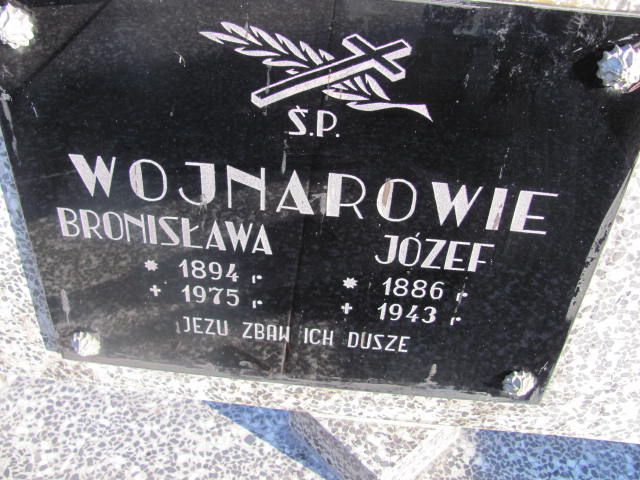 Ś.P.
WOJNAROWIE
BRONISŁAWA JÓZEF
* 1894 r. * 1886 r.
+ 1975 r. + 1943 r.
JEZU ZBAW ICH DUSZE